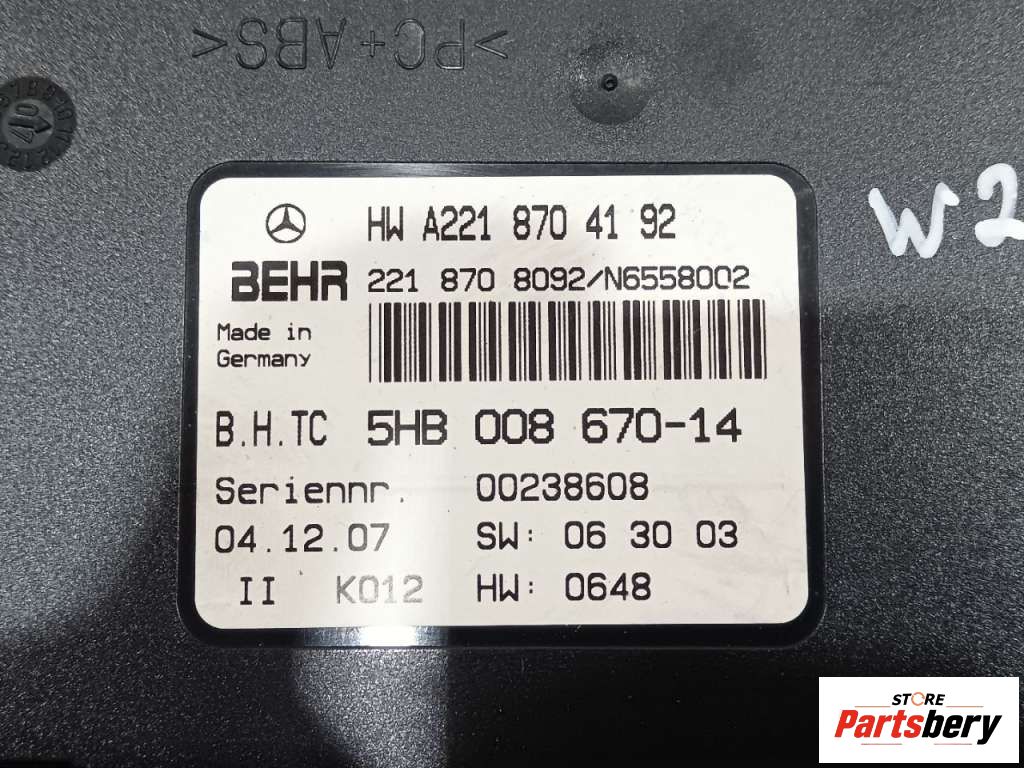 >PC+ABS<
HW A221 870 41 92
BEHR 221 870 8092/N6558002
Made in
Germany
B.H.TC 5HB 008 670-14
Seriennr. 00238608
04.12.07 SW: 06 30 03
II K012 HW: 0648
W2
STORE
Partsbery